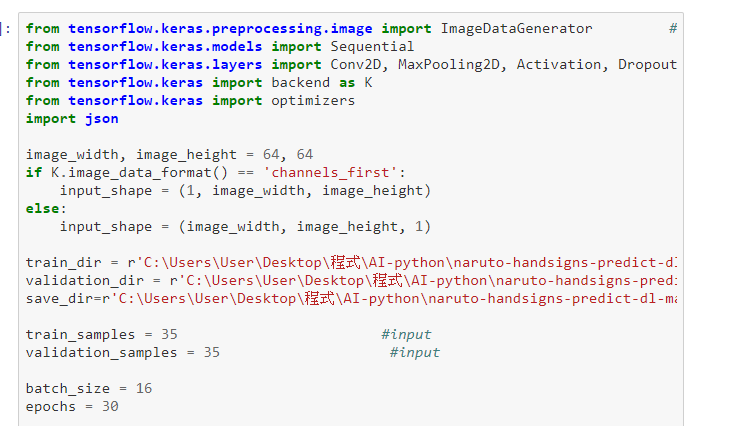 ]:
from tensorflow.keras.preprocessing.image import ImageDataGenerator #
from tensorflow.keras.models import Sequential
from tensorflow.keras.layers import Conv2D, MaxPooling2D, Activation, Dropout
from tensorflow.keras import backend as K
from tensorflow.keras import optimizers
import json
image_width, image_height = 64, 64
if K.image_data_format() == 'channels_first':
input_shape = (1, image_width, image_height)
else:
input_shape = (image_width, image_height, 1)
train_dir = r'C:\Users\User\Desktop\程式\AI-python\naruto-handsigns-predict-dl
validation_dir = r'C:\Users\User\Desktop\程式\AI-python\naruto-handsigns-predi
save_dir=r'C:\Users\User\Desktop\程式\AI-python\naruto-handsigns-predict-dl-ma
train_samples = 35 #input
validation_samples = 35 #input
batch_size = 16
epochs = 30